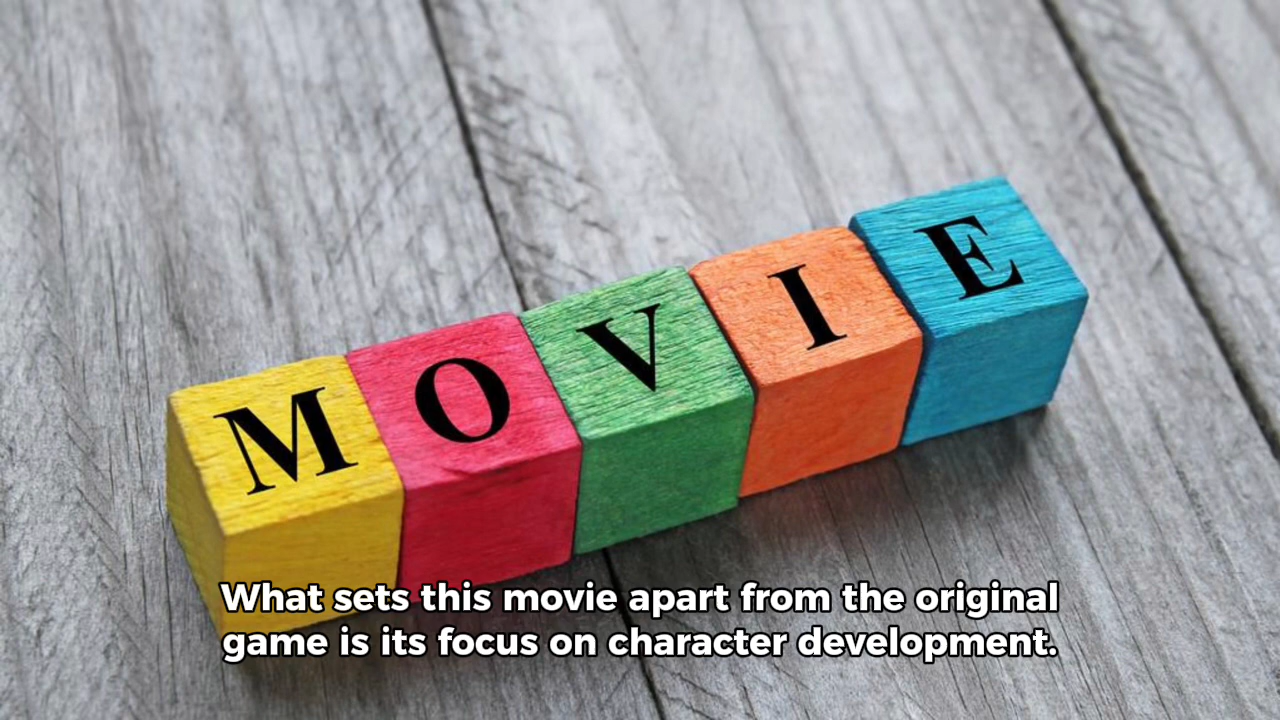 MOVIE
What sets this movie apart from the original
game is its focus on character development.